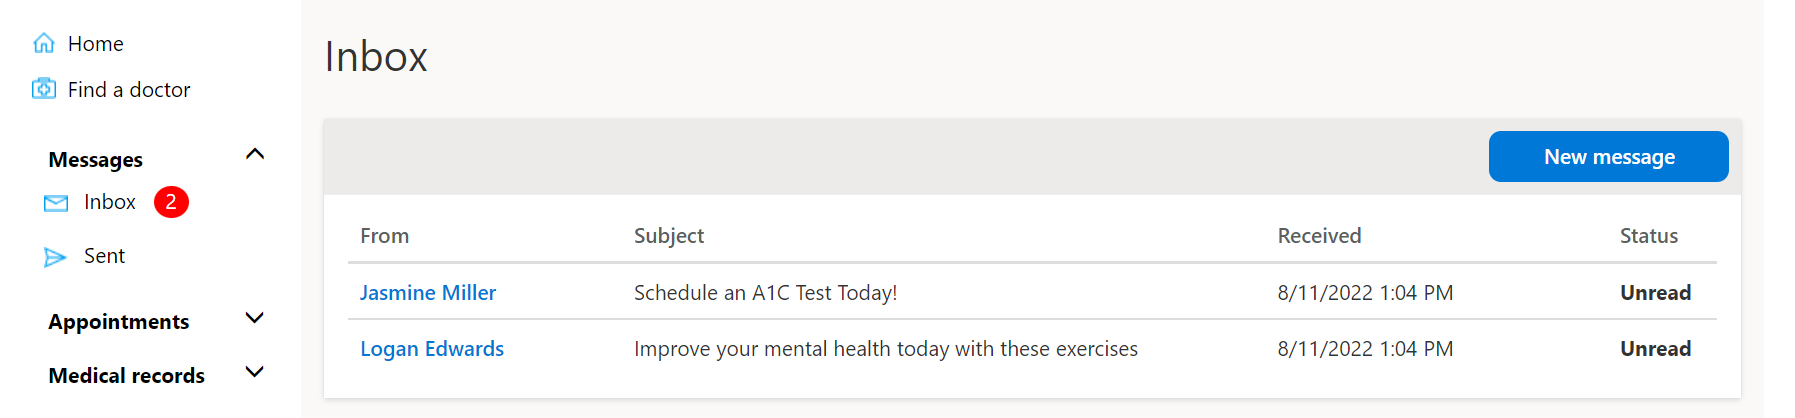 Home
Find a doctor
Messages
Inbox 2
Sent
Appointments
Medical records
Inbox
New message
From Subject Received Status
Jasmine Miller Schedule an A1C Test Today! 8/11/2022 1:04 PM Unread
Logan Edwards Improve your mental health today with these exercises 8/11/2022 1:04 PM Unread